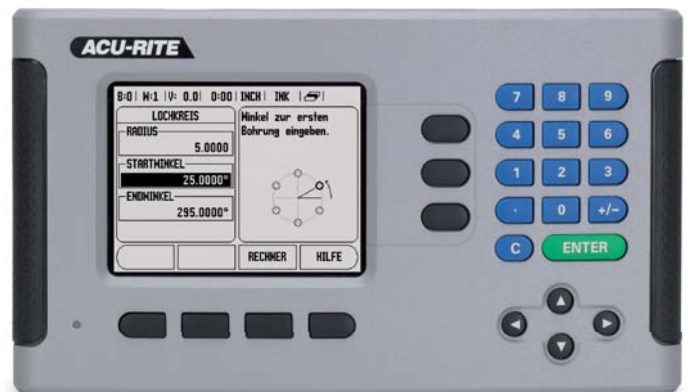 ACU-RITE
B:0| W:1 |V: 0.0| 0:00| INCH| INK |
LOCHKREIS
RADIUS
5.0000
STARTWINKEL
25.0000°
ENDWINKEL
295.0000°
Winkel zur ersten
Bohrung eingeben.
RECHNER HILFE
7 8 9
4 5 6
1 2 3
. 0 +/-
C ENTER